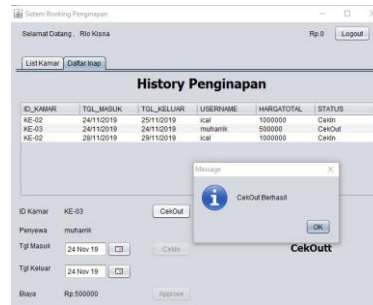 Sistem Booking Penginapan
Selamat Datang , Rio Kisna Rp.0 Logout
List Kamar Daftar Inap
History Penginapan
ID_KAMAR TGL_MASUK TGL_KELUAR USERNAME HARGATOTAL STATUS
KE-02 24/11/2019 25/11/2019 ical 1000000 CekIn
KE-03 24/11/2019 24/11/2019 muharrik 500000 CekOut
KE-02 28/11/2019 29/11/2019 ical 1000000 CekIn
Message
CekOut Berhasil
OK
ID Kamar KE-03 CekOut
Penyewa muharrik
Tgl Masuk 24 Nov 19 CekIn CekOutt
Tgl Keluar 24 Nov 19
Biaya Rp.500000 Approve